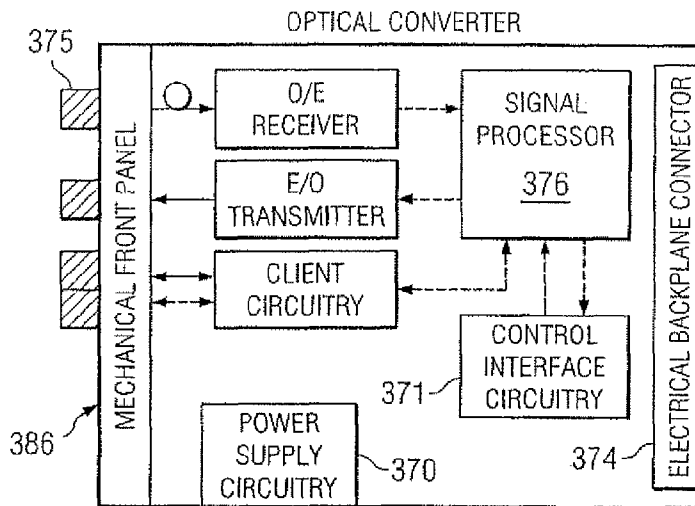 OPTICAL CONVERTER
375
MECHANICAL FRONT PANEL
O/E
RECEIVER
SIGNAL
PROCESSOR
376
E/O
TRANSMITTER
CLIENT
CIRCUITRY
CONTROL
INTERFACE
CIRCUITRY
371
ELECTRICAL BACKPLANE CONNECTOR
374
386
POWER
SUPPLY
CIRCUITRY
370